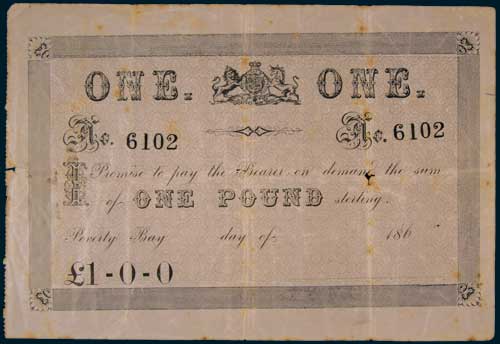 ONE. ONE.
No. 6102 No. 6102
I Promise to pay the Bearer on demand the sum
of ONE POUND sterling.
Poverty Bay day of 186
£1-0-0